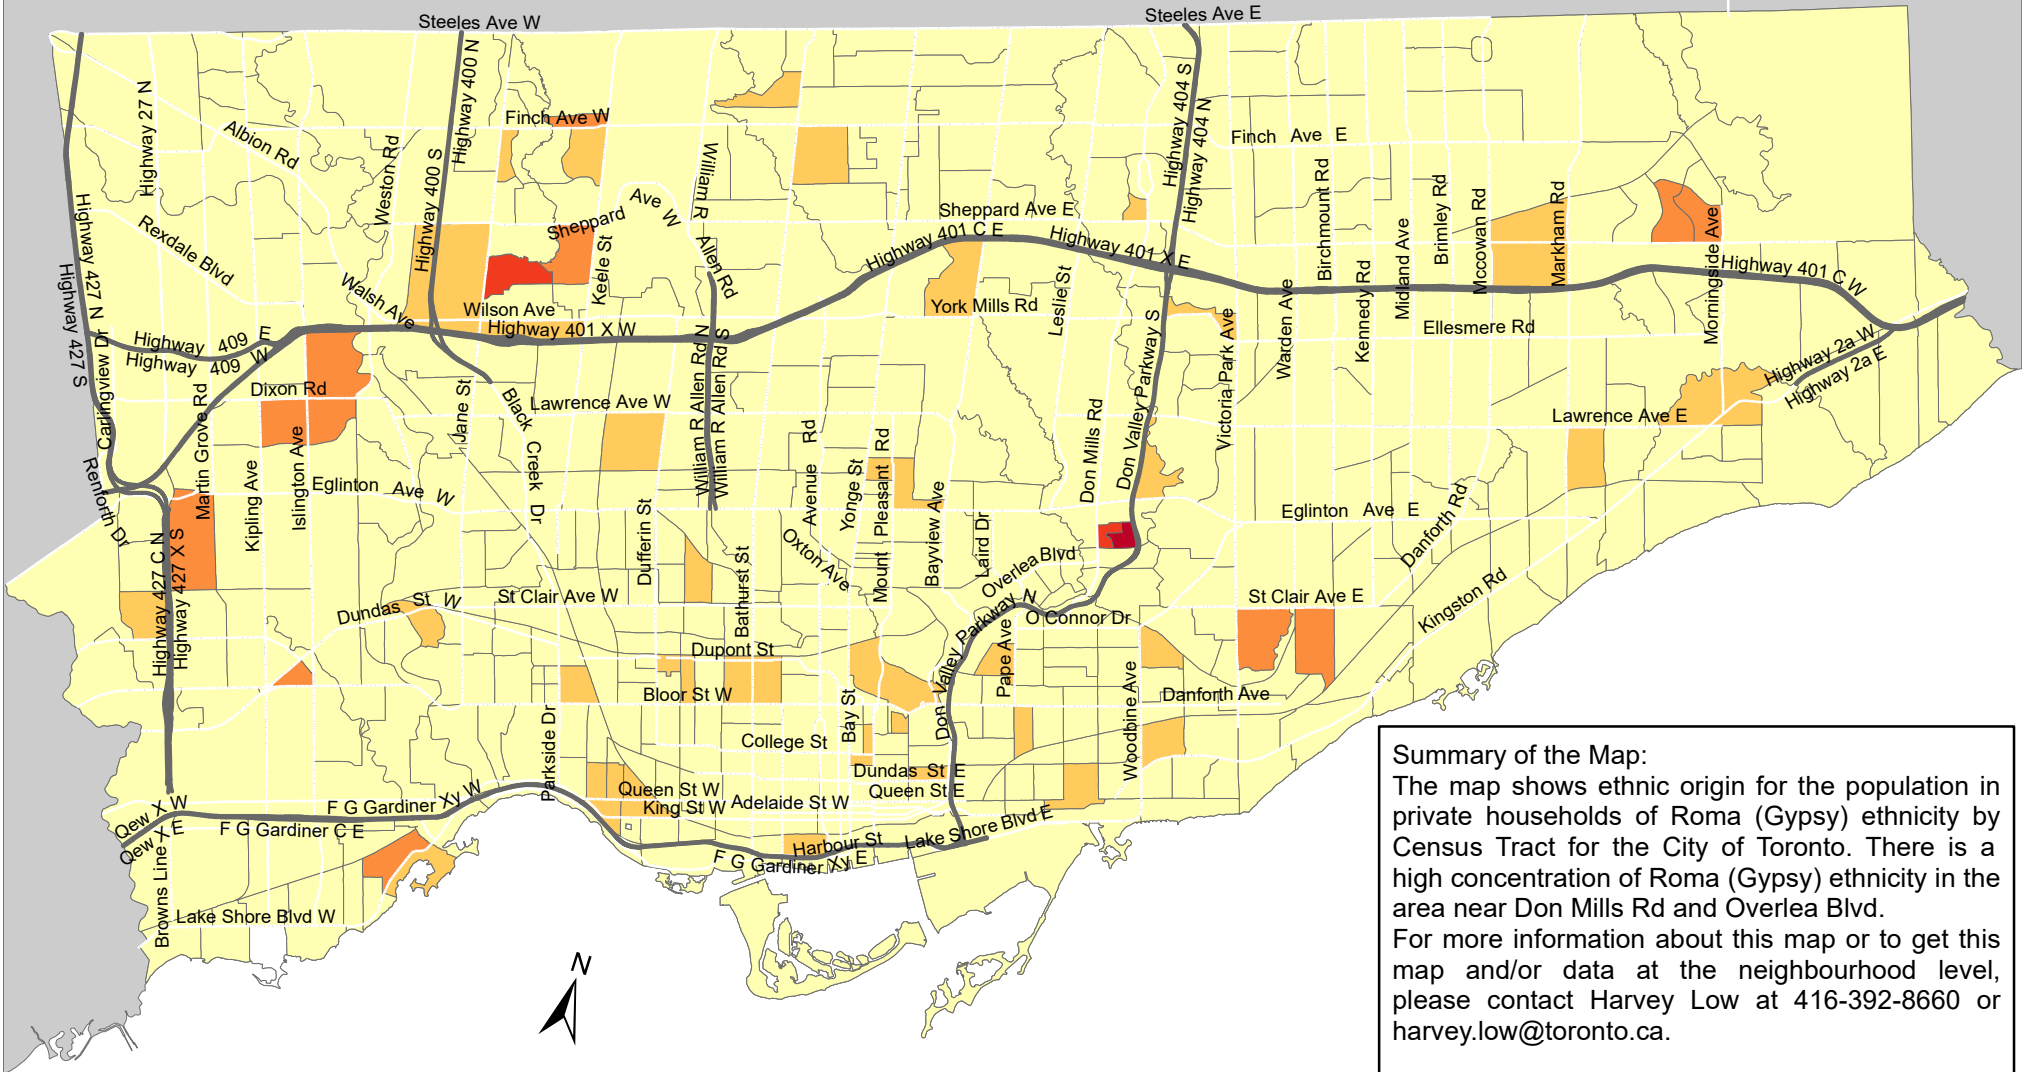 Steeles Ave W
Steeles Ave E
Highway 400 N
Highway 404 S
Highway 27 N
Finch Ave W
Highway 404 N
Albion Rd
Finch Ave E
Weston Rd
Highway 400 S
William R
Allen Rd
Birchmount Rd
Brimley Rd
Mccowan Rd
Markham Rd
Highway 427 N
Rexdale Blvd
Sheppard Ave W
Sheppard Ave E
Midland Ave
Morningside Ave
Keele St
Highway 401 C E
Highway 401 X E
Highway 401 C W
Highway 427 S
Walsh Ave
Wilson Ave
York Mills Rd
Leslie St
Kennedy Rd
Warden Ave
Ellesmere Rd
Highway 401 X W
Highway 409 E
Highway 409 W
Carlingview Dr
Victoria Park Ave
Don Valley Parkway S
Highway 2a W
Highway 2a E
Dixon Rd
Martin Grove Rd
Jane St
Black Creek Dr
Lawrence Ave W
William R Allen Rd N
William R Allen Rd S
Lawrence Ave E
Renforth Dr
Kipling Ave
Islington Ave
Eglinton Ave W
Avenue Rd
Yonge St
Mount Pleasant Rd
Bayview Ave
Don Mills Rd
Eglinton Ave E
Danforth Rd
Dufferin St
Oxton Ave
Laird Dr
Overlea Blvd
Highway 427 C N
Highway 427 X S
Bathurst St
Dundas St W
St Clair Ave W
St Clair Ave E
Kingston Rd
O Connor Dr
Don Valley Parkway N
Pape Ave
Dupont St
Bloor St W
Woodbine Ave
Danforth Ave
Parkside Dr
Bay St
College St
Dundas St E
Queen St W
Queen St E
King St W
Adelaide St W
Qew X W
Qew X E
F G Gardiner Xy W
F G Gardiner C E
Harbour St
Lake Shore Blvd E
F G Gardiner Xy E
Browns Line
Lake Shore Blvd W
N
Summary of the Map:
The map shows ethnic origin for the population in
private households of Roma (Gypsy) ethnicity by
Census Tract for the City of Toronto. There is a
high concentration of Roma (Gypsy) ethnicity in the
area near Don Mills Rd and Overlea Blvd.
For more information about this map or to get this
map and/or data at the neighbourhood level,
please contact Harvey Low at 416-392-8660 or
harvey.low@toronto.ca.